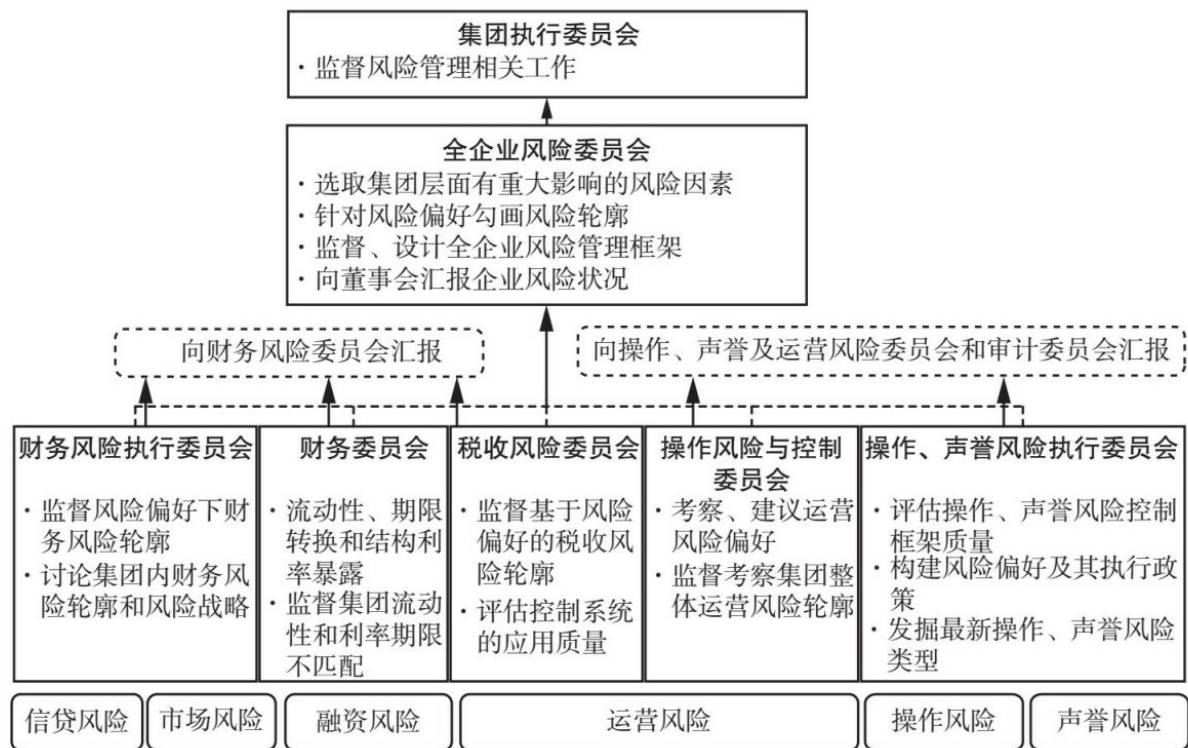 集团执行委员会
· 监督风险管理相关工作
全企业风险委员会
· 选取集团层面有重大影响的风险因素
· 针对风险偏好勾画风险轮廓
· 监督、设计全企业风险管理框架
· 向董事会汇报企业风险状况
向财务风险委员会汇报
向操作、声誉及运营风险委员会和审计委员会汇报
财务风险执行委员会
· 监督风险偏好下财
务风险轮廓
· 讨论集团内财务风
险轮廓和风险战略
财务委员会
· 流动性、期限
转换和结构利
率暴露
· 监督集团流动
性和利率期限
不匹配
税收风险委员会
· 监督基于风险
偏好的税收风
险轮廓
· 评估控制系统
的应用质量
操作风险与控制
委员会
· 考察、建议运营
风险偏好
· 监督考察集团整
体运营风险轮廓
操作、声誉风险执行委员会
· 评估操作、声誉风险控制
框架质量
· 构建风险偏好及其执行政
策
· 发掘最新操作、声誉风险
类型
信贷风险
市场风险
融资风险
运营风险
操作风险
声誉风险